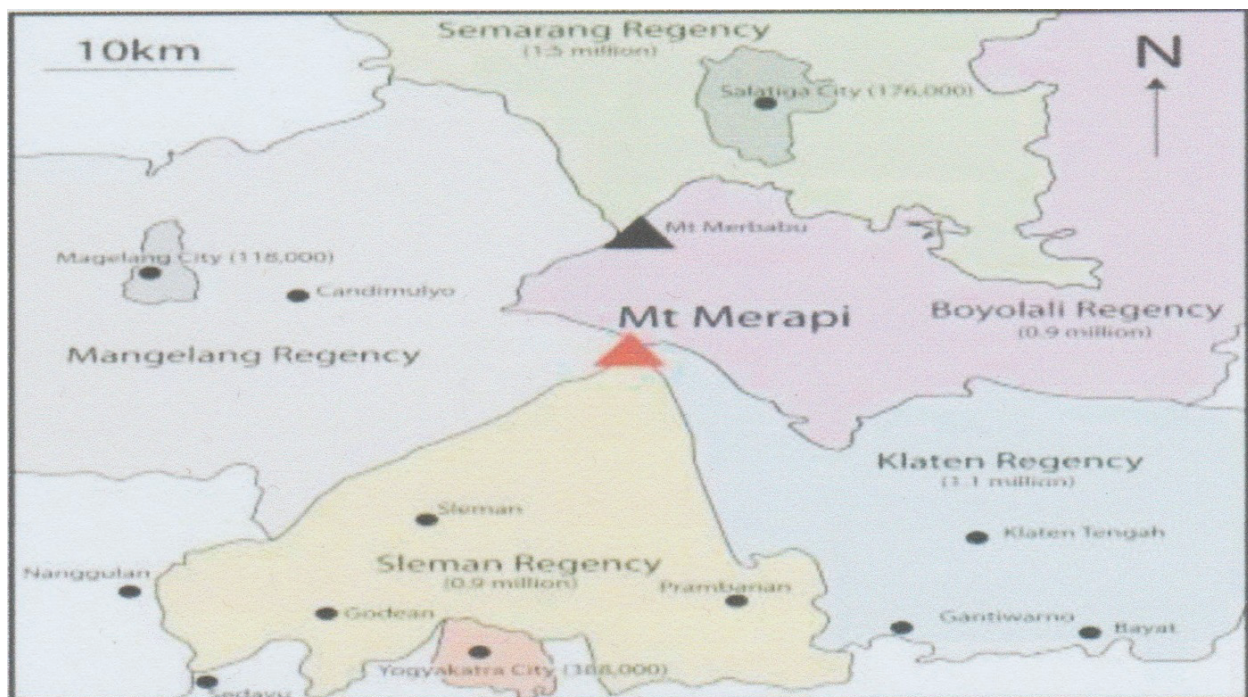 Semarang Regency
(1.5 million)
10km
N
Salatiga City (176,000)
Mt Merbabu
Magelang City (118,000)
Candimulyo
Mt Merapi
Boyolali Regency
(0.9 million)
Mangelang Regency
Klaten Regency
(1.1 million)
Sleman
Klaten Tengah
Sleman Regency
(0.9 million)
Nanggulan
Prambanan
Godean
Gantiwarno
Bayat
Yogyakatra City (388,000)
Sedayu